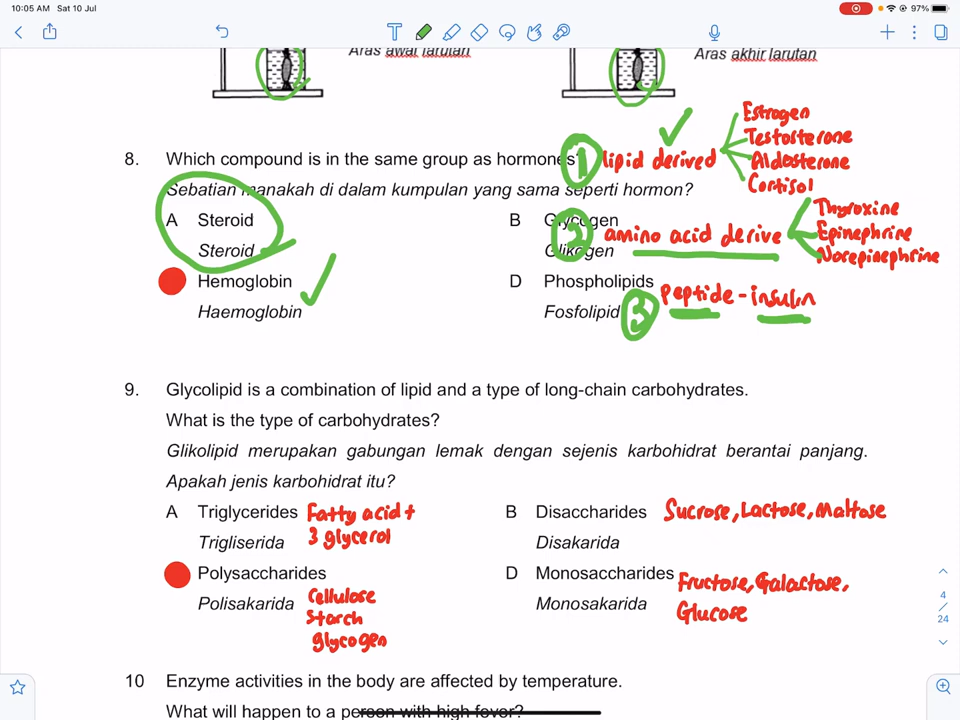 10:05 AM Sat 10 Jul
97%
Aras awal larutan
Aras akhir larutan
8. Which compound is in the same group as hormones?
Sebatian manakah di dalam kumpulan yang sama seperti hormon?
A Steroid
Steroid
B Glycogen
Glikogen
Hemoglobin
Haemoglobin
D Phospholipids
Fosfolipid
1 lipid derived
Estrogen
Testosterone
Aldosterone
Cortisol
2 amino acid derive
Thyroxine
Epinephrine
Norepinephrine
3 Peptide - insulin
9. Glycolipid is a combination of lipid and a type of long-chain carbohydrates.
What is the type of carbohydrates?
Glikolipid merupakan gabungan lemak dengan sejenis karbohidrat berantai panjang.
Apakah jenis karbohidrat itu?
A Triglycerides Fatty acid +
Trigliserida 3 glycerol
B Disaccharides Sucrose, Lactose, Maltose
Disakarida
Polysaccharides
Polisakarida Cellulose
Starch
glycogen
D Monosaccharides Fructose, Galactose,
Monosakarida Glucose
4
/
24
10 Enzyme activities in the body are affected by temperature.
What will happen to a person with high fever?